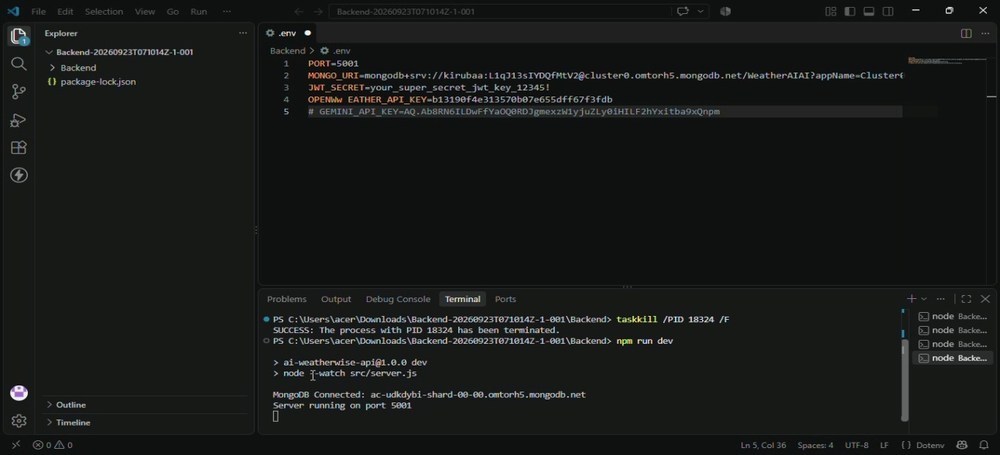 File Edit Selection View Go Run ···
Backend-20260923T071014Z-1-001
Explorer
Backend-20260923T071014Z-1-001
Backend
{} package-lock.json
Outline
Timeline
.env
Backend > .env
1 PORT=5001
2 MONGO_URI=mongodb+srv://kirubaa:L1qJ13sIYDQfMtV2@cluster0.omtorh5.mongodb.net/WeatherAIAI?appName=Cluster
3 JWT_SECRET=your_super_secret_jwt_key_12345!
4 OPENWw EATHER_API_KEY=b13190f4e313570b07e655dff67f3fdb
5 # GEMINI_API_KEY=AQ.Ab8RN6ILDwFfYaOQ0RDJgmexzW1yjuZLy0iHILF2hYxitba9xQnpm
Problems Output Debug Console Terminal Ports
PS C:\Users\acer\Downloads\Backend-20260923T071014Z-1-001\Backend> taskkill /PID 18324 /F
SUCCESS: The process with PID 18324 has been terminated.
PS C:\Users\acer\Downloads\Backend-20260923T071014Z-1-001\Backend> npm run dev
> ai-weatherwise-api@1.0.0 dev
> node -watch src/server.js
MongoDB Connected: ac-udkdybi-shard-00-00.omtorh5.mongodb.net
Server running on port 5001
node Backe...
node Backe...
node Backe...
node Backe...
0 0
Ln 5, Col 36 Spaces: 4 UTF-8 LF {} Dotenv